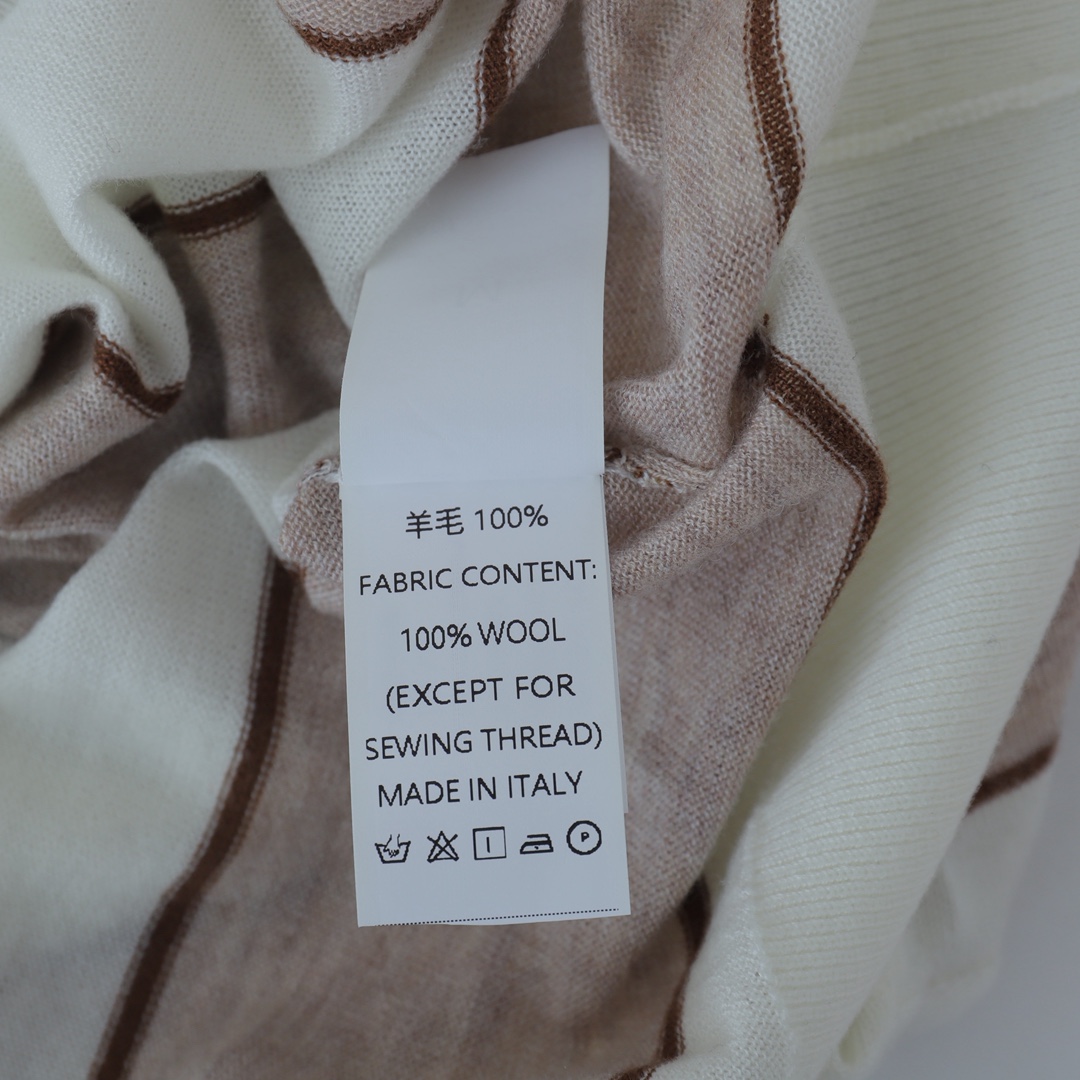 羊毛 100%
FABRIC CONTENT:
100% WOOL
(EXCEPT FOR
SEWING THREAD)
MADE IN ITALY
P